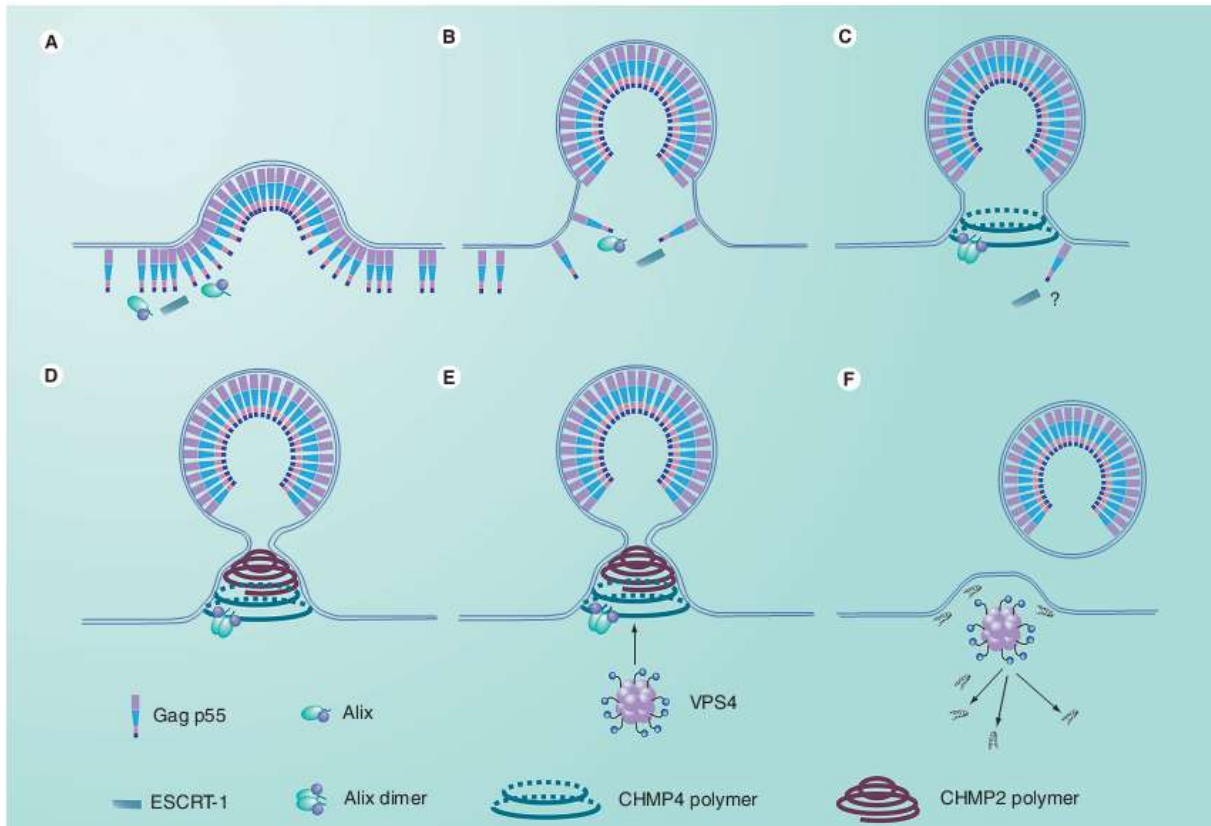 A
B
C
?
D
E
F
VPS4
Gag p55
Alix
ESCRT-1
Alix dimer
CHMP4 polymer
CHMP2 polymer